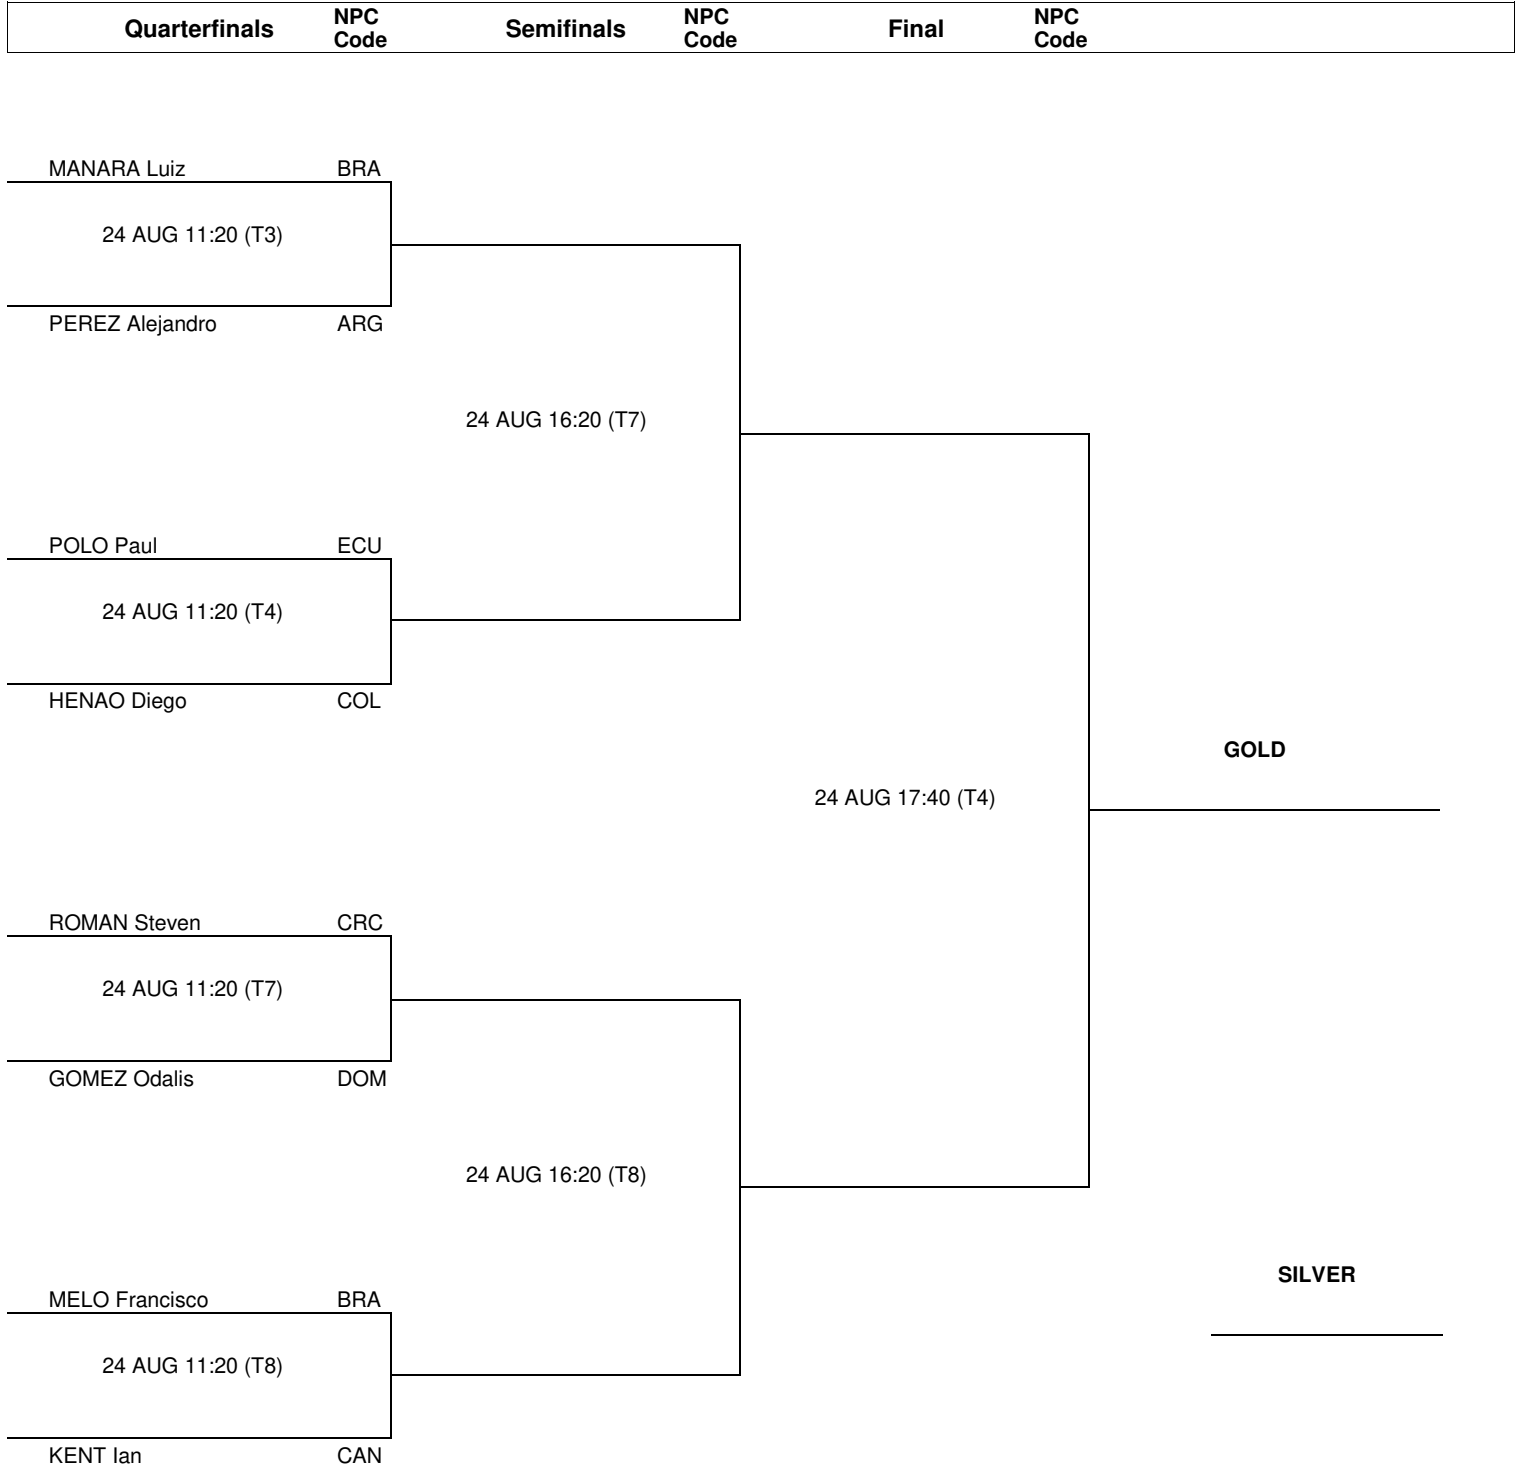 Quarterfinals NPC Code Semifinals NPC Code Final NPC Code
MANARA Luiz BRA
24 AUG 11:20 (T3)
PEREZ Alejandro ARG
24 AUG 16:20 (T7)
POLO Paul ECU
24 AUG 11:20 (T4)
HENAO Diego COL
GOLD
24 AUG 17:40 (T4)
ROMAN Steven CRC
24 AUG 11:20 (T7)
GOMEZ Odalis DOM
24 AUG 16:20 (T8)
SILVER
MELO Francisco BRA
24 AUG 11:20 (T8)
KENT Ian CAN